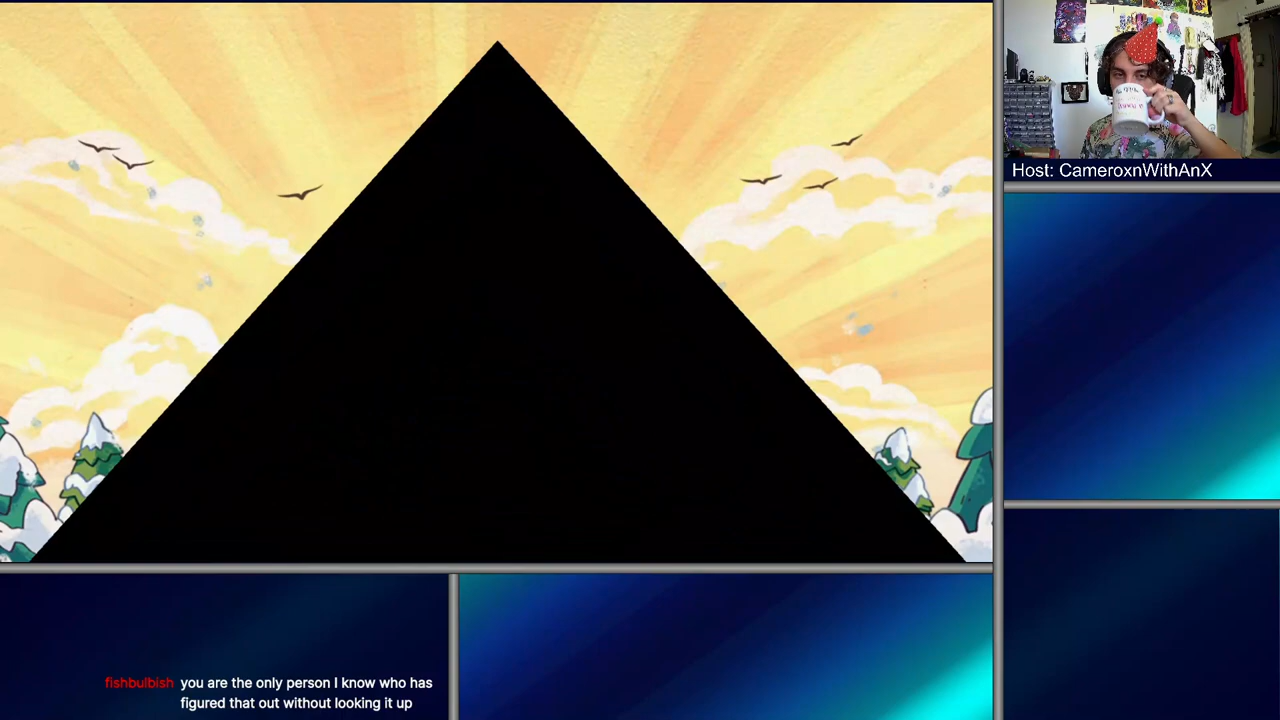 Host: CameroxnWithAnX
fishbulbish you are the only person I know who has
figured that out without looking it up